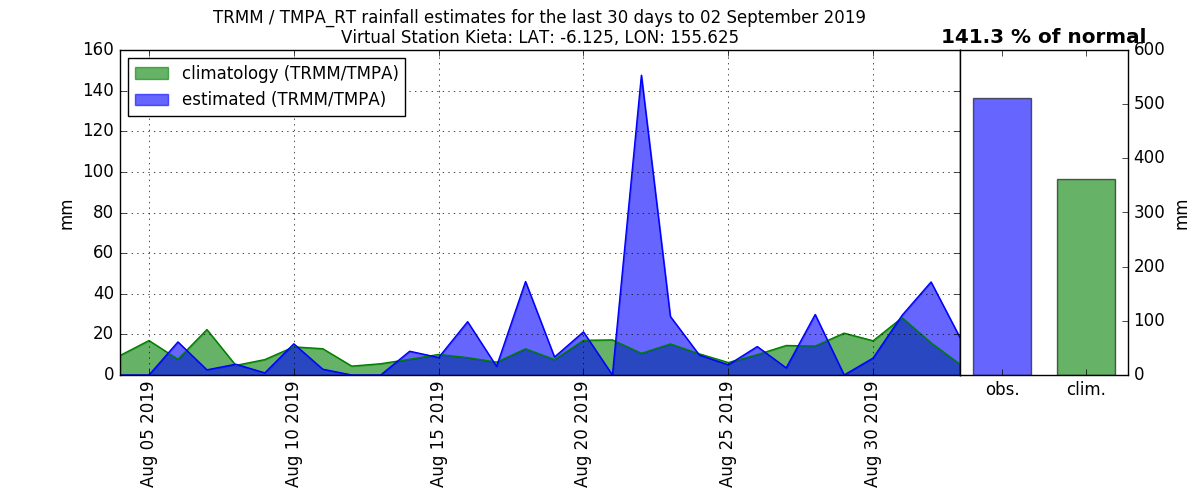 TRMM / TMPA_RT rainfall estimates for the last 30 days to 02 September 2019
Virtual Station Kieta: LAT: -6.125, LON: 155.625
141.3 % of normal
climatology (TRMM/TMPA)
estimated (TRMM/TMPA)
mm
160
140
120
100
80
60
40
20
0
Aug 05 2019
Aug 10 2019
Aug 15 2019
Aug 20 2019
Aug 25 2019
Aug 30 2019
600
500
400
300
200
100
0
mm
obs.
clim.